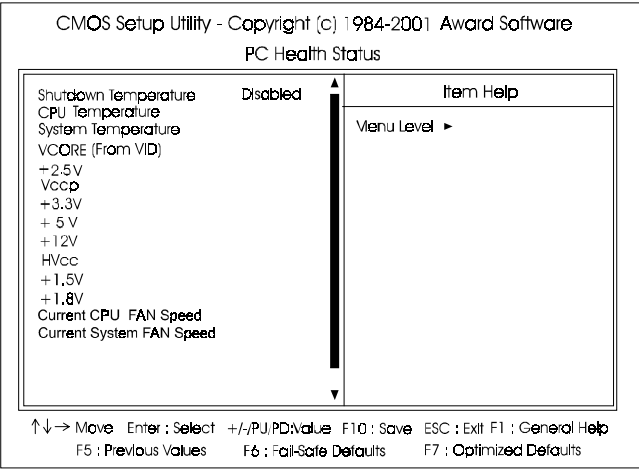 CMOS Setup Utility - Copyright (c) 1984-2001 Award Software
PC Health Status
Shutdown Temperature Disabled
CPU Temperature
System Temperature
VCORE (From VID)
+2.5V
Vccp
+3.3V
+ 5 V
+12V
HVcc
+1.5V
+1.8V
Current CPU FAN Speed
Current System FAN Speed
Item Help
Menu Level ►
↑↓→ Move Enter : Select +/-/PU/PD:Value F10 : Save ESC : Exit F1 : General Help
F5 : Previous Values F6 : Fail-Safe Defaults F7 : Optimized Defaults